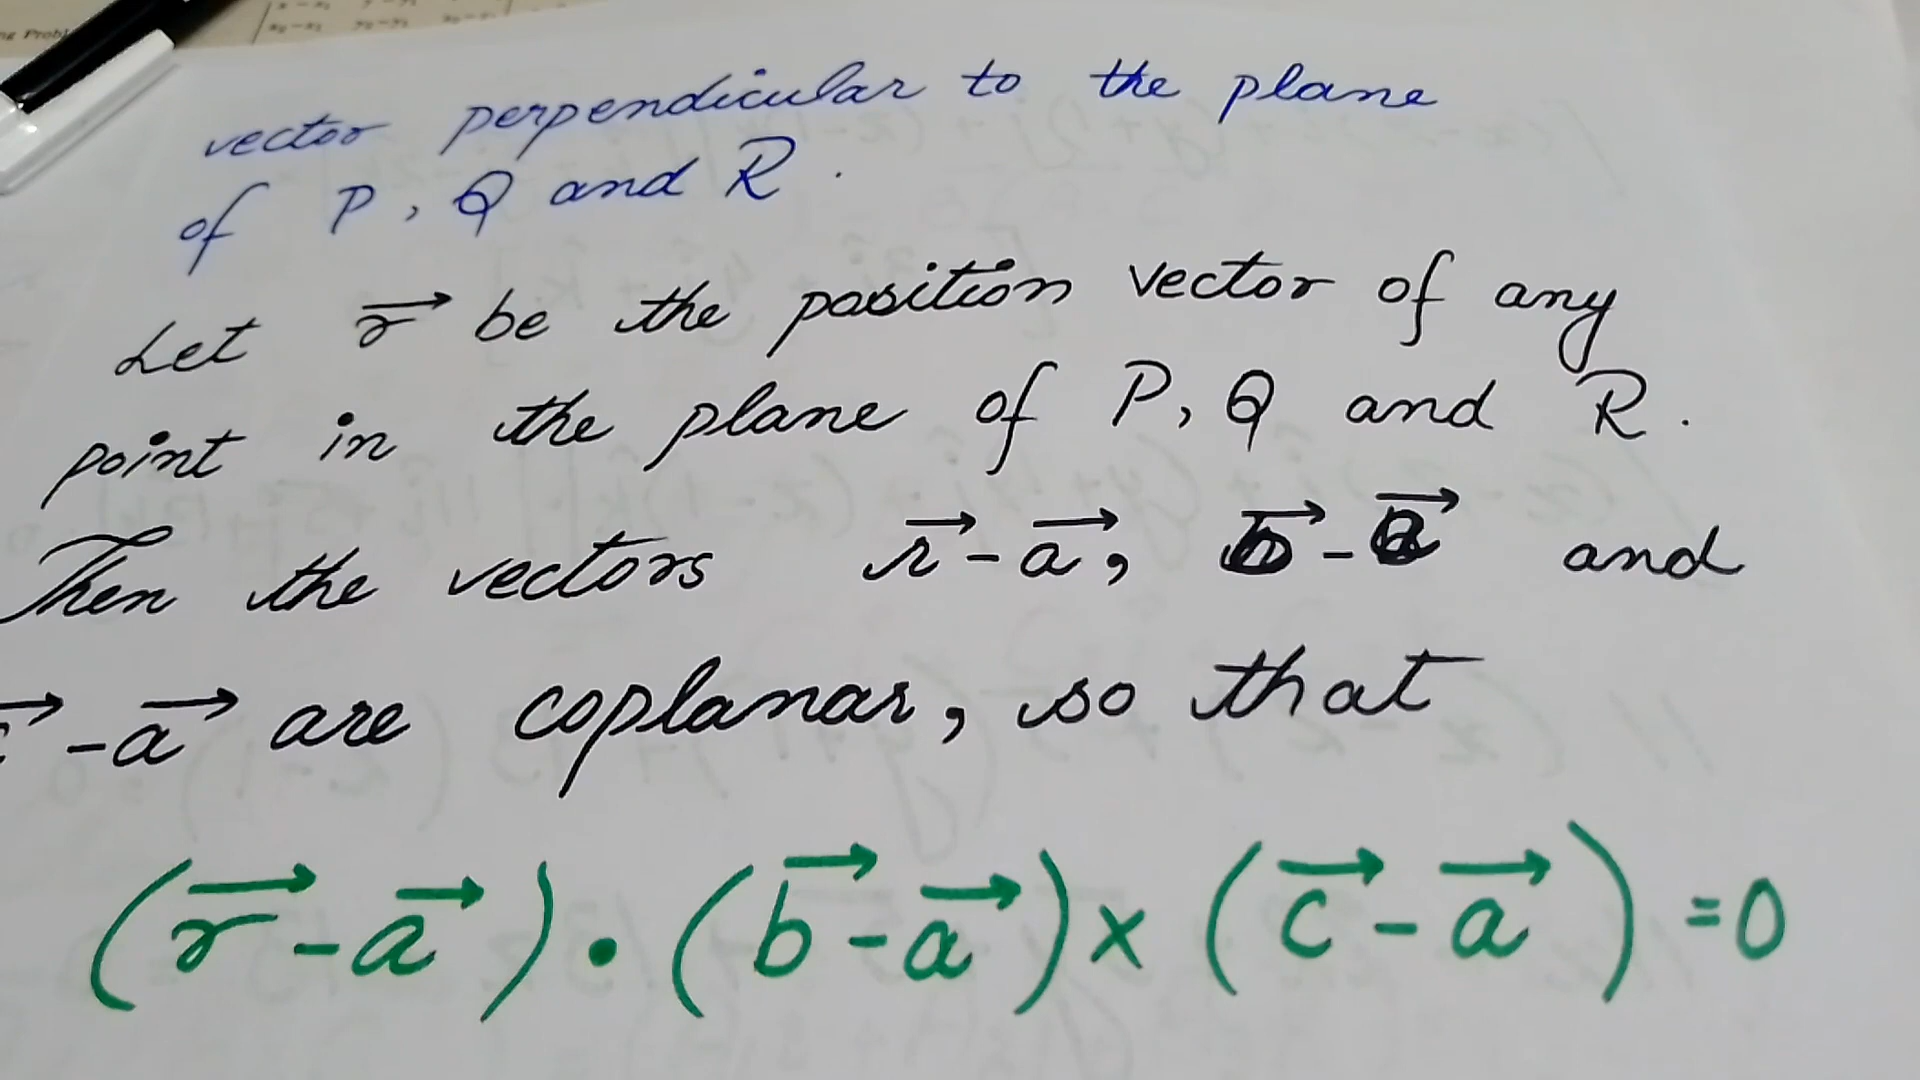 vector perpendicular to the plane
of P, Q and R.
Let r⃗ be the position vector of any
point in the plane of P, Q and R.
Then the vectors r⃗ - a⃗, b⃗ - a⃗ and
c⃗ - a⃗ are coplanar, so that
(r⃗ - a⃗) • (b⃗ - a⃗) × (c⃗ - a⃗) = 0